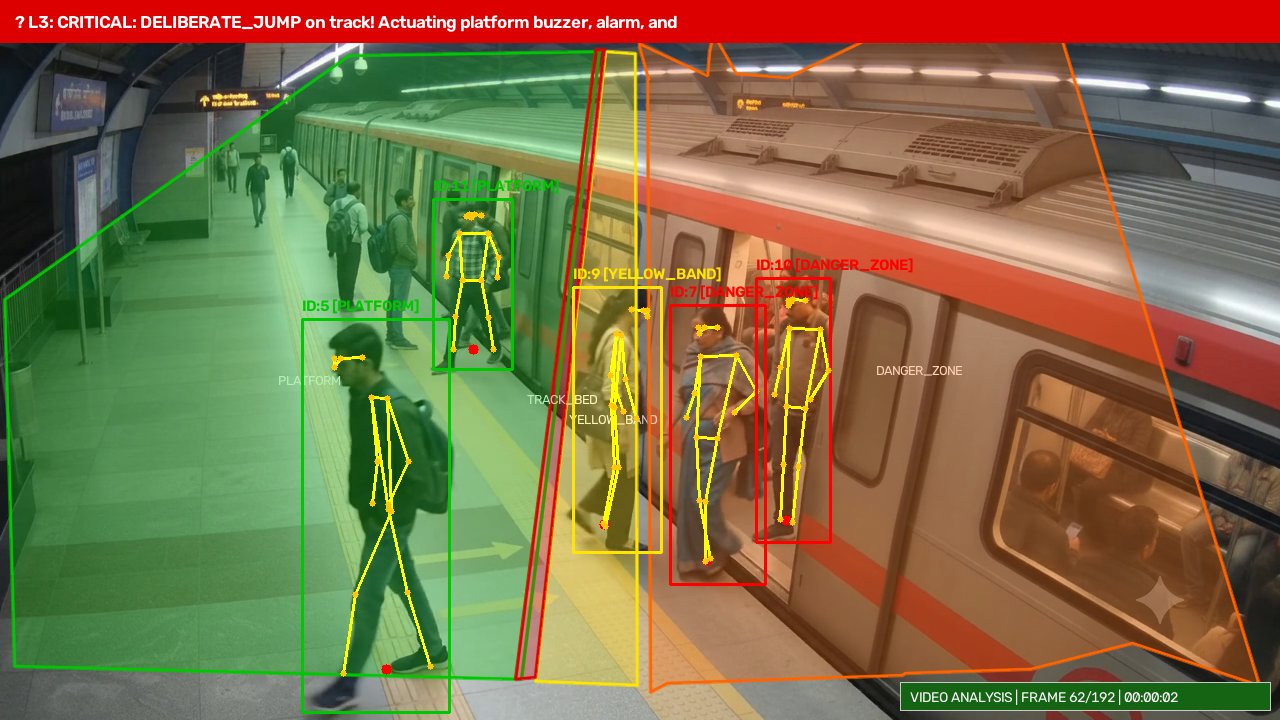 ? L3: CRITICAL: DELIBERATE_JUMP on track! Actuating platform buzzer, alarm, and
ID:11 [PLATFORM]
ID:10 [DANGER_ZONE]
ID:9 [YELLOW_BAND]
ID:7 [DANGER_ZONE]
ID:5 [PLATFORM]
DANGER_ZONE
PLATFORM
TRACK_BED
YELLOW_BAND
VIDEO ANALYSIS | FRAME 62/192 | 00:00:02